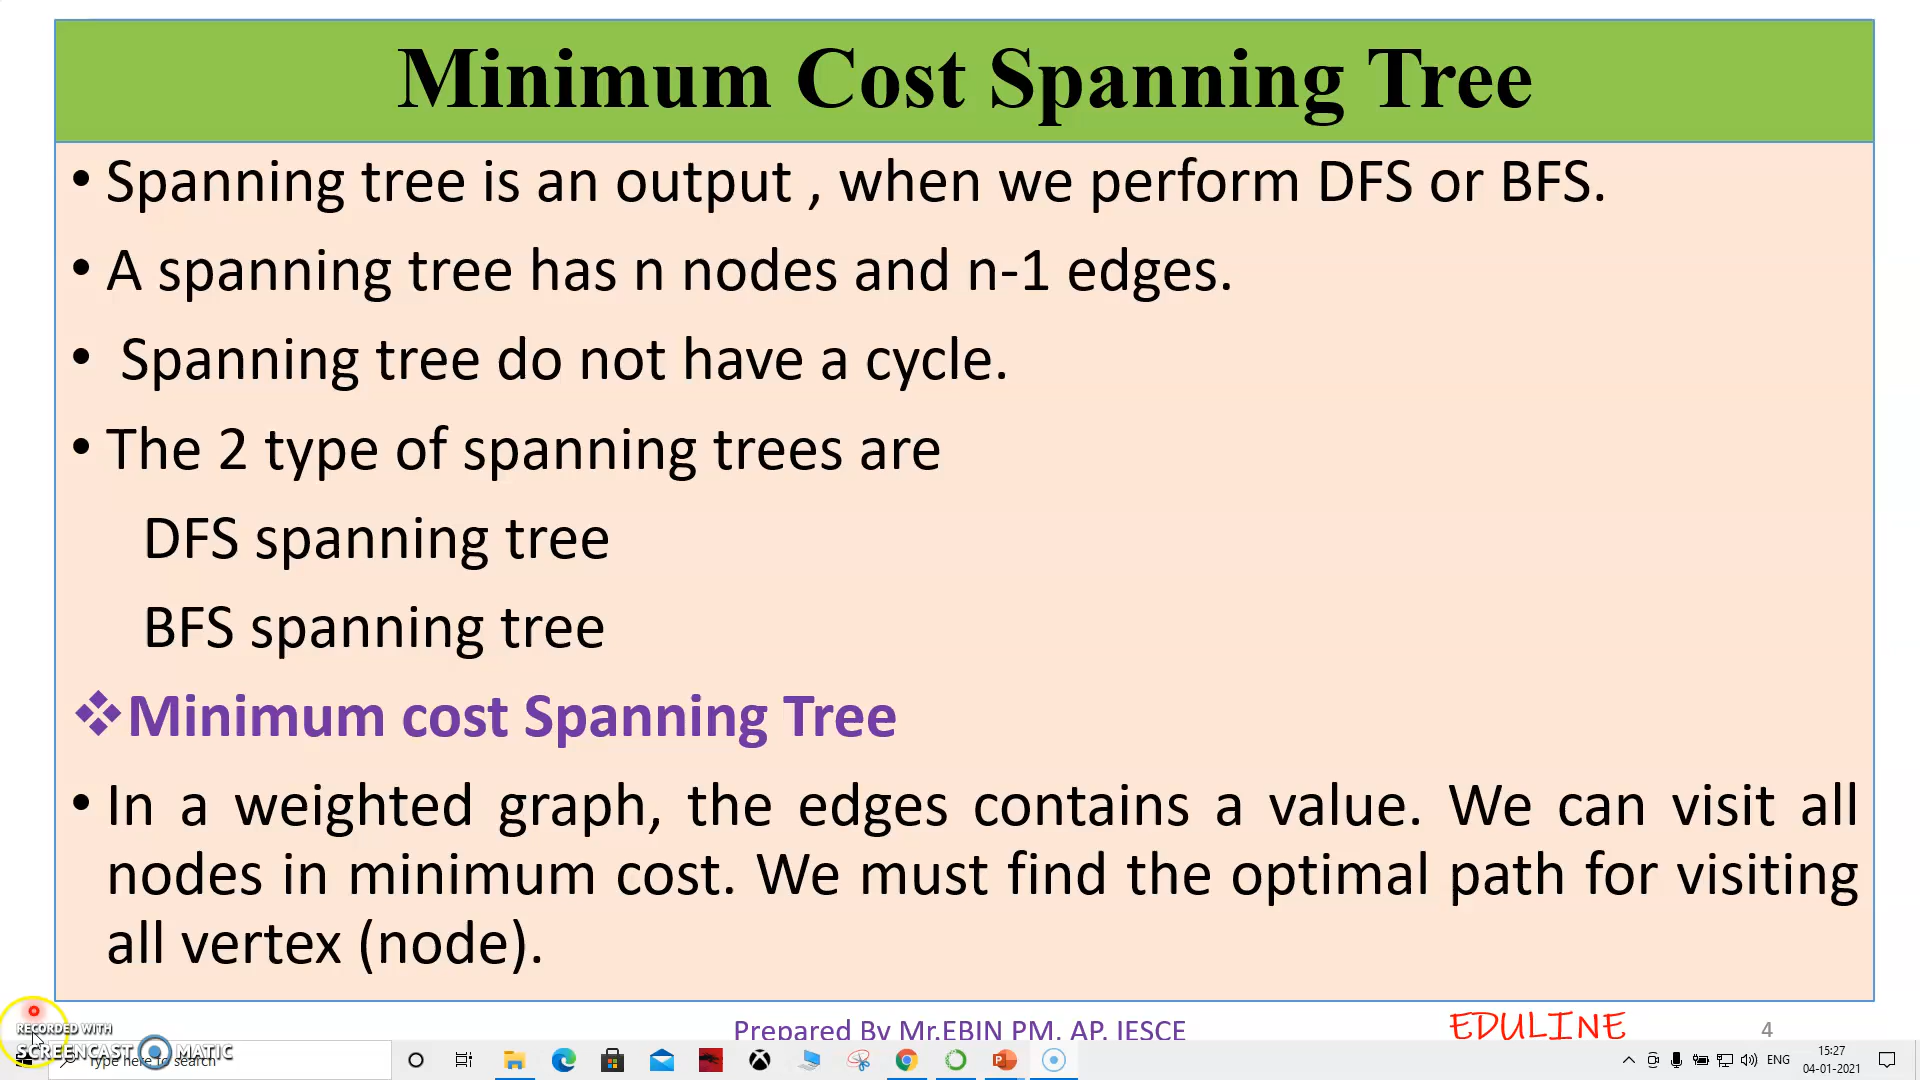 Minimum Cost Spanning Tree
• Spanning tree is an output , when we perform DFS or BFS.
• A spanning tree has n nodes and n-1 edges.
• Spanning tree do not have a cycle.
• The 2 type of spanning trees are
DFS spanning tree
BFS spanning tree
❖Minimum cost Spanning Tree
• In a weighted graph, the edges contains a value. We can visit all
nodes in minimum cost. We must find the optimal path for visiting
all vertex (node).
Prepared By Mr.EBIN PM, AP, IESCE
EDULINE
4
RECORDED WITH
SCREENCAST MATIC
Type here to search
ENG
15:27
04-01-2021